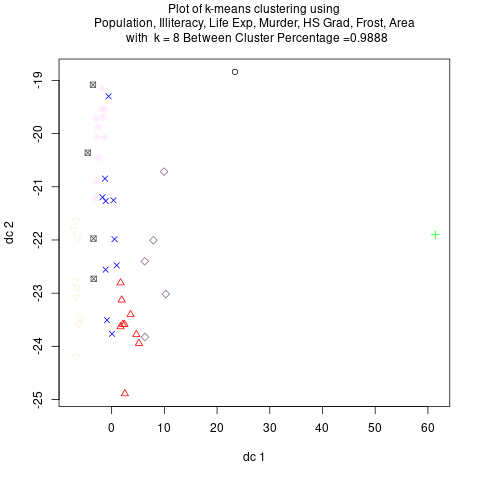 Plot of k-means clustering using
Population, Illiteracy, Life Exp, Murder, HS Grad, Frost, Area
with k = 8 Between Cluster Percentage =0.9888
-19
-20
-21
-22
-23
-24
-25
dc 2
0 10 20 30 40 50 60
dc 1